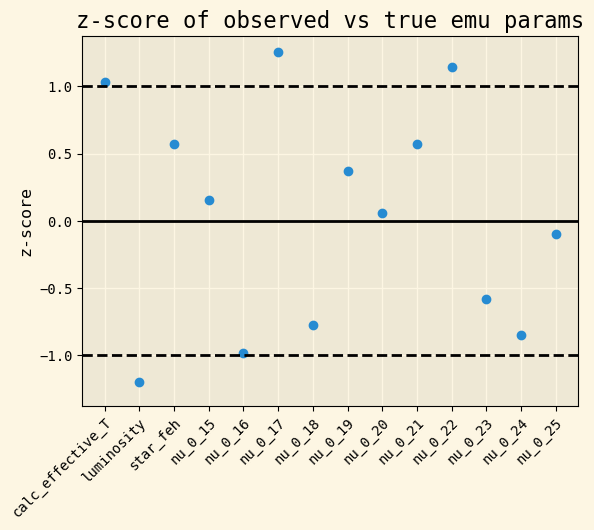 z-score of observed vs true emu params
z-score
1.0
0.5
0.0
−0.5
−1.0
calc_effective_T
luminosity
star_feh
nu_0_15
nu_0_16
nu_0_17
nu_0_18
nu_0_19
nu_0_20
nu_0_21
nu_0_22
nu_0_23
nu_0_24
nu_0_25